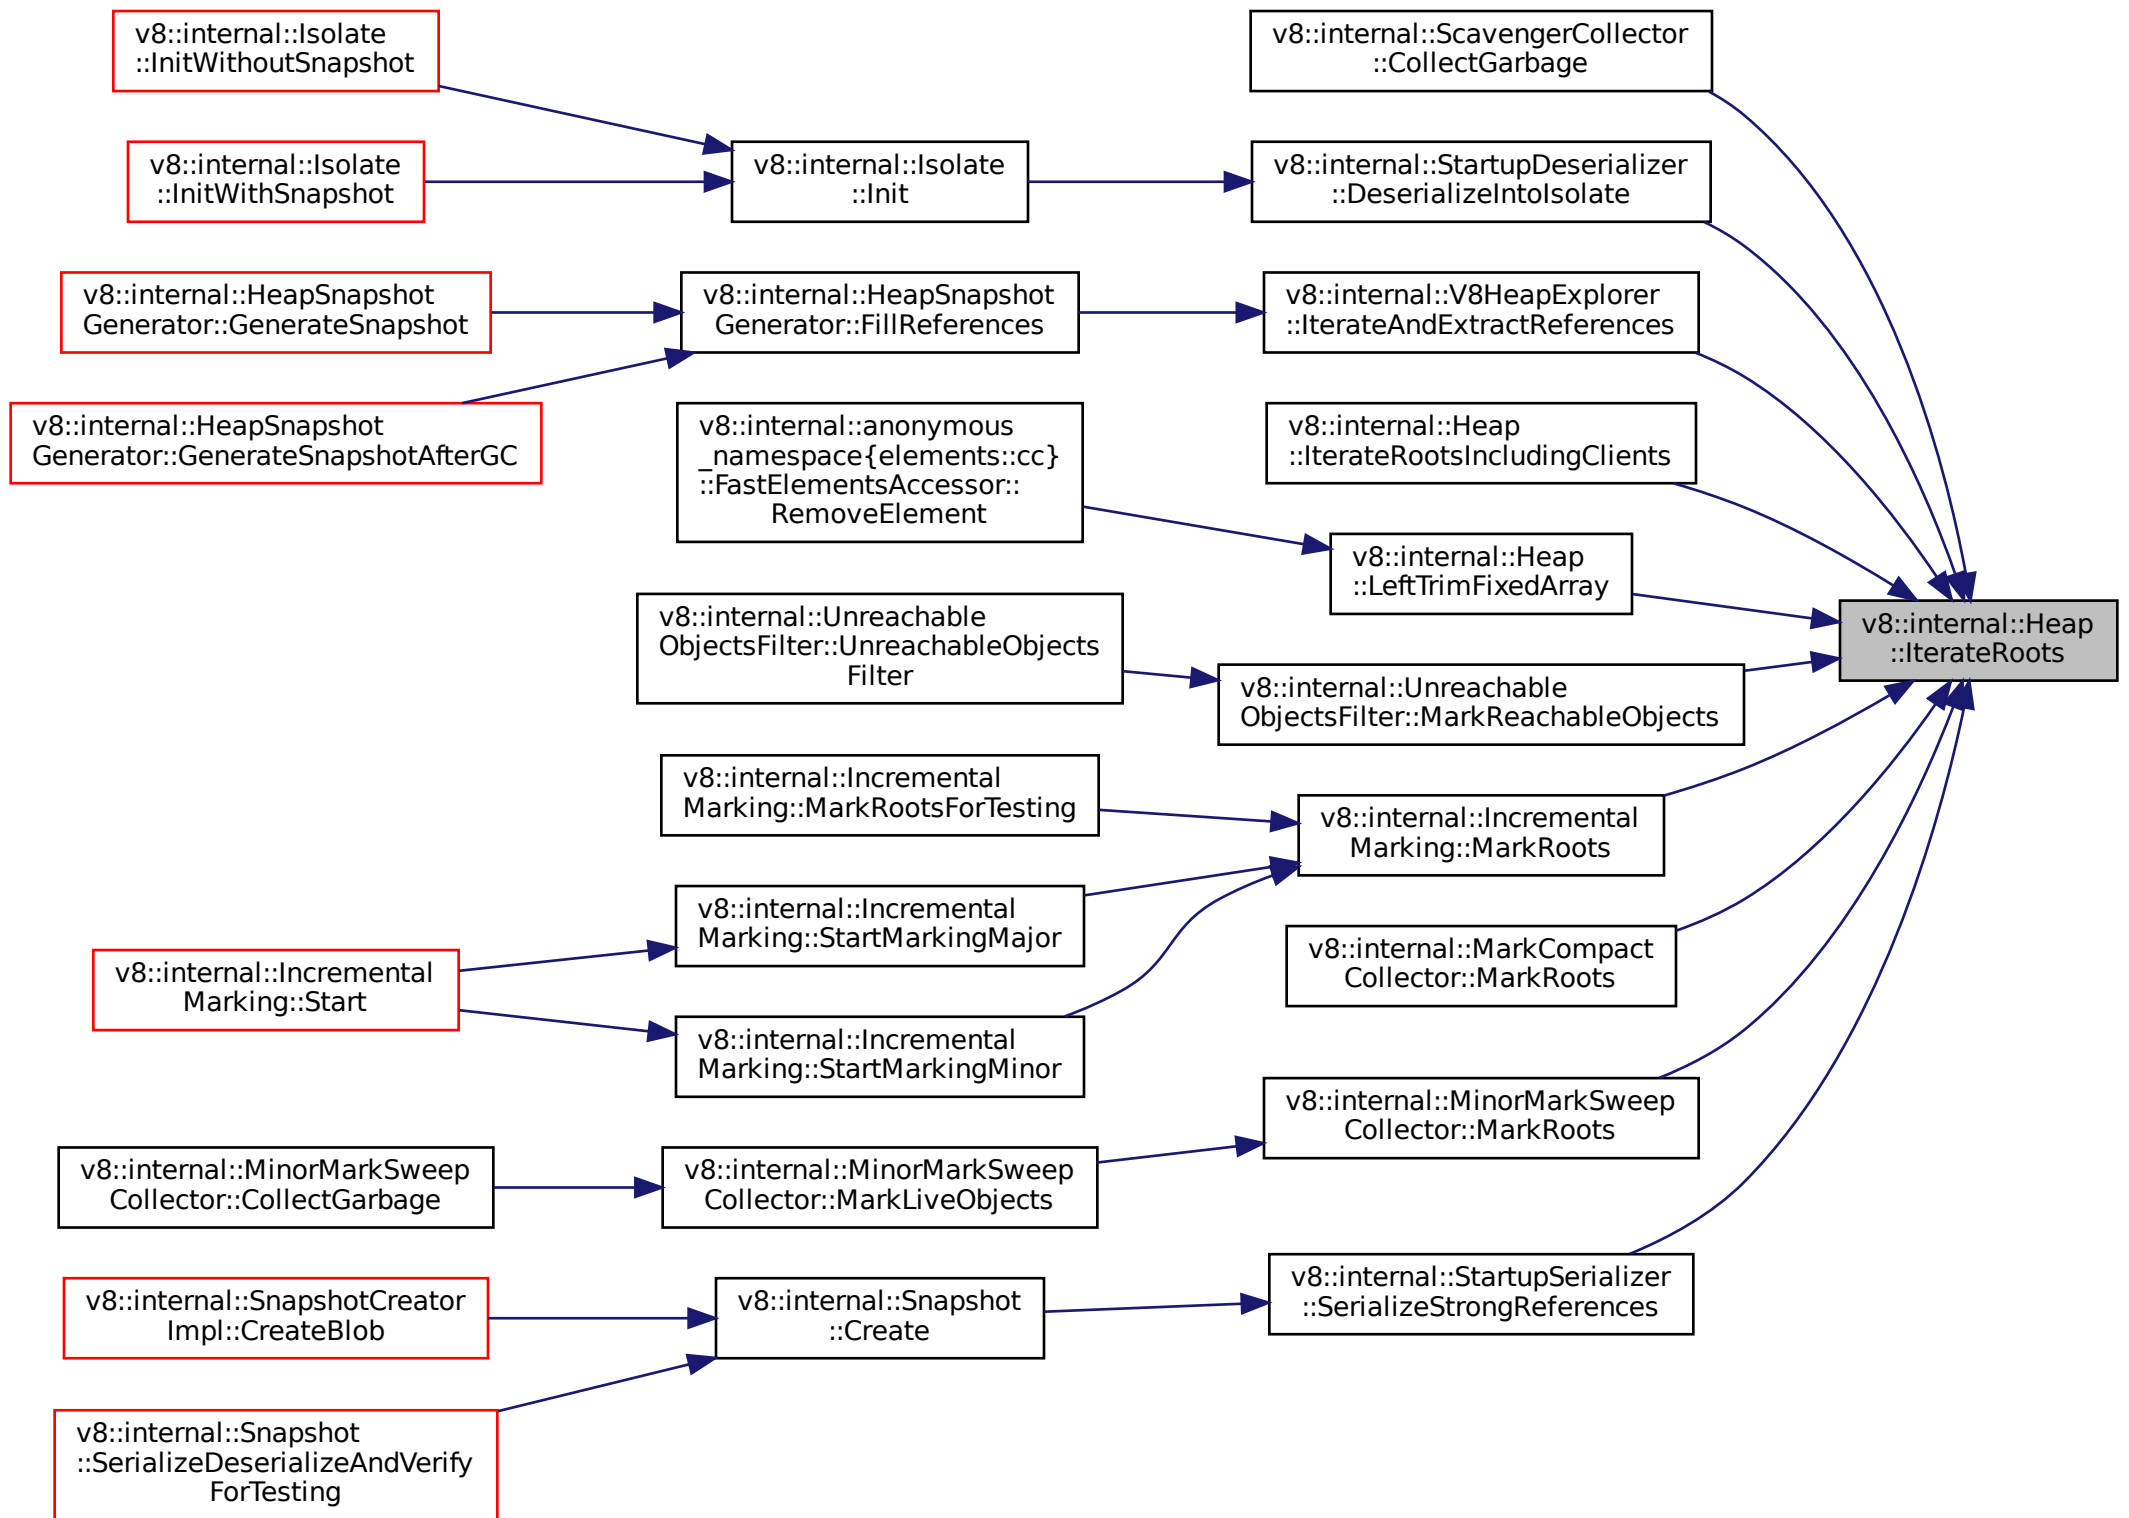 v8::internal::Isolate
::InitWithoutSnapshot
v8::internal::Isolate
::InitWithSnapshot
v8::internal::HeapSnapshot
Generator::GenerateSnapshot
v8::internal::HeapSnapshot
Generator::GenerateSnapshotAfterGC
v8::internal::Incremental
Marking::Start
v8::internal::MinorMarkSweep
Collector::CollectGarbage
v8::internal::SnapshotCreator
Impl::CreateBlob
v8::internal::Snapshot
::SerializeDeserializeAndVerify
ForTesting
v8::internal::Isolate
::Init
v8::internal::HeapSnapshot
Generator::FillReferences
v8::internal::anonymous
_namespace{elements::cc}
::FastElementsAccessor::
RemoveElement
v8::internal::Unreachable
ObjectsFilter::UnreachableObjects
Filter
v8::internal::Incremental
Marking::MarkRootsForTesting
v8::internal::Incremental
Marking::StartMarkingMajor
v8::internal::Incremental
Marking::StartMarkingMinor
v8::internal::MinorMarkSweep
Collector::MarkLiveObjects
v8::internal::Snapshot
::Create
v8::internal::ScavengerCollector
::CollectGarbage
v8::internal::StartupDeserializer
::DeserializeIntoIsolate
v8::internal::V8HeapExplorer
::IterateAndExtractReferences
v8::internal::Heap
::IterateRootsIncludingClients
v8::internal::Heap
::LeftTrimFixedArray
v8::internal::Unreachable
ObjectsFilter::MarkReachableObjects
v8::internal::Incremental
Marking::MarkRoots
v8::internal::MarkCompact
Collector::MarkRoots
v8::internal::MinorMarkSweep
Collector::MarkRoots
v8::internal::StartupSerializer
::SerializeStrongReferences
v8::internal::Heap
::IterateRoots